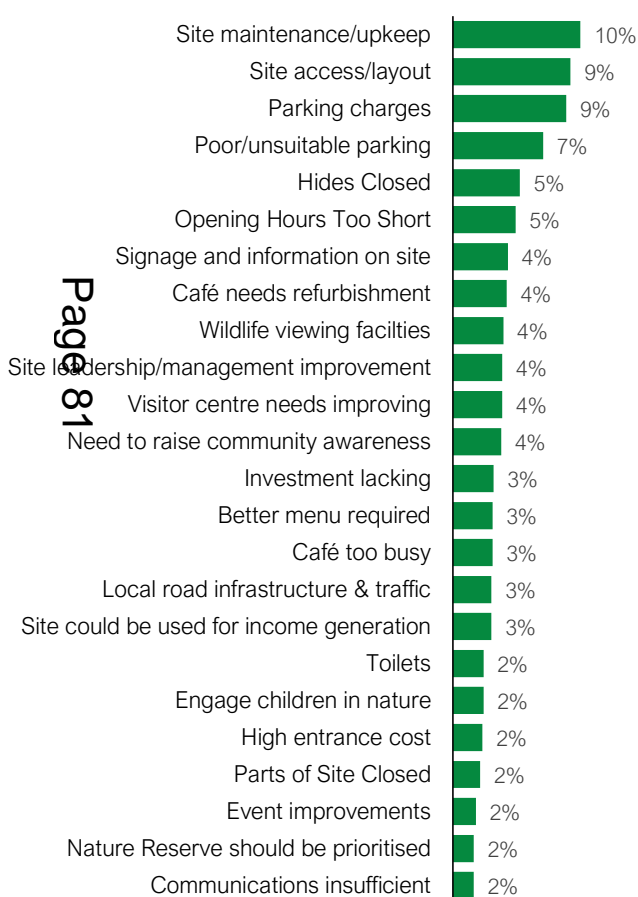 Site maintenance/upkeep 10%
Site access/layout 9%
Parking charges 9%
Poor/unsuitable parking 7%
Hides Closed 5%
Opening Hours Too Short 5%
Signage and information on site 4%
Café needs refurbishment 4%
Wildlife viewing facilties 4%
Site leadership/management improvement 4%
Visitor centre needs improving 4%
Need to raise community awareness 4%
Investment lacking 3%
Better menu required 3%
Café too busy 3%
Local road infrastructure & traffic 3%
Site could be used for income generation 3%
Toilets 2%
Engage children in nature 2%
High entrance cost 2%
Parts of Site Closed 2%
Event improvements 2%
Nature Reserve should be prioritised 2%
Communications insufficient 2%
Page 81